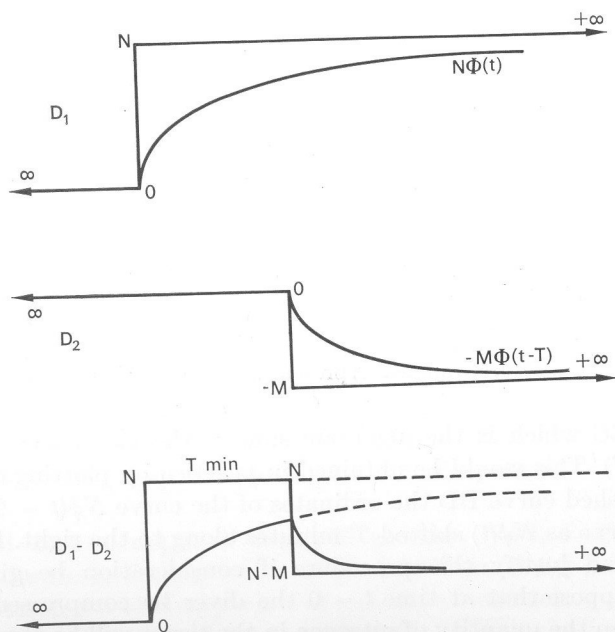 +∞
N
NΦ(t)
D₁
∞
0
0
∞
D₂
-MΦ(t-T)
+∞
-M
N
T min
N
D₁- D₂
N-M
+∞
∞
0